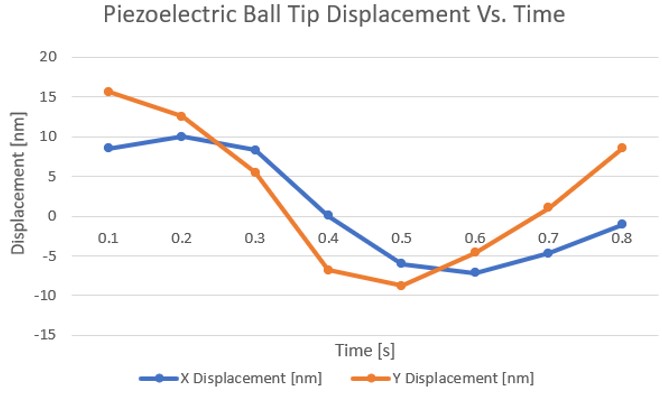 Piezoelectric Ball Tip Displacement Vs. Time
20
15
10
5
0
-5
-10
-15
Displacement [nm]
0.1 0.2 0.3 0.4 0.5 0.6 0.7 0.8
Time [s]
X Displacement [nm] Y Displacement [nm]